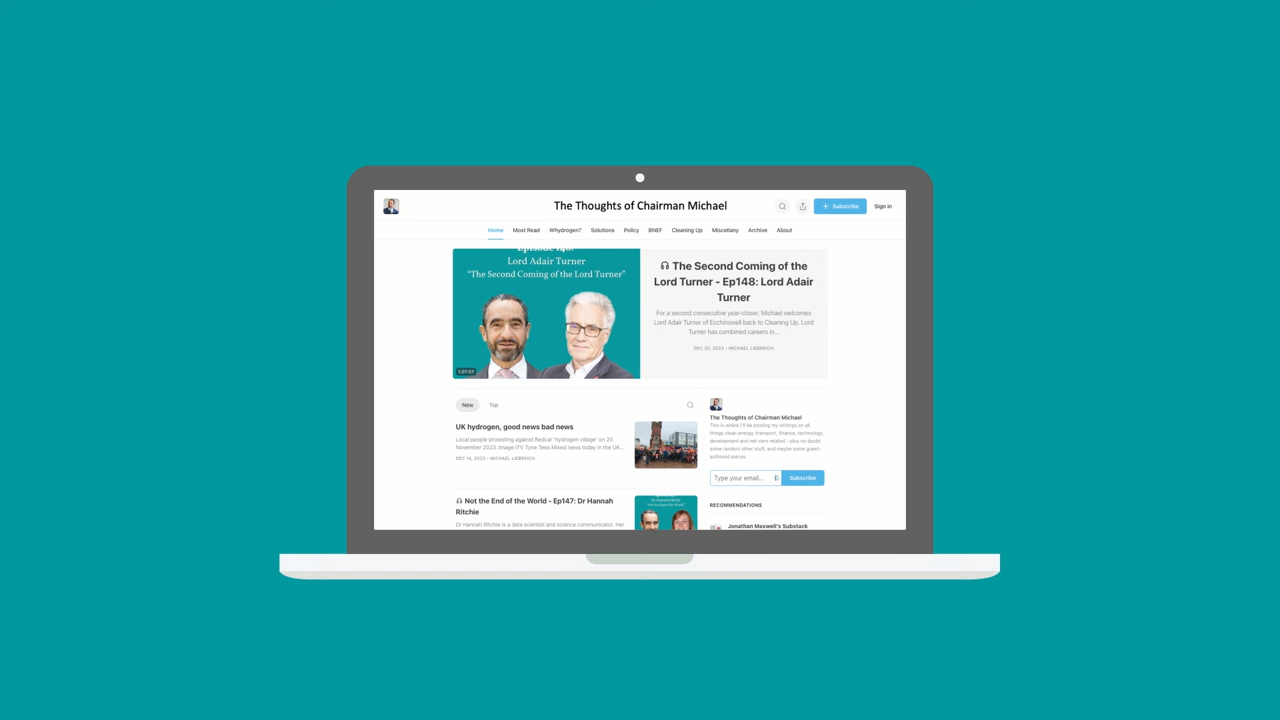 The Thoughts of Chairman Michael
+ Subscribe
Sign in
Home Most Read Whydrogen? Solutions Policy BNEF Cleaning Up Miscellany Archive About
Lord Adair Turner
"The Second Coming of the Lord Turner"
1:07:57
The Second Coming of the
Lord Turner - Ep148: Lord Adair
Turner
For a second consecutive year-closer, Michael welcomes
Lord Adair Turner of Ecchinswell back to Cleaning Up. Lord
Turner has combined careers in...
DEC 20, 2023 • MICHAEL LIEBREICH
New Top
UK hydrogen, good news bad news
Local people protesting against Redcar 'hydrogen village' on 20
November 2023. Image ITV Tyne Tees Mixed news today in the UK...
DEC 14, 2023 • MICHAEL LIEBREICH
Not the End of the World - Ep147: Dr Hannah
Ritchie
Dr Hannah Ritchie is a data scientist and science communicator. Her
The Thoughts of Chairman Michael
This is where I'll be posting my writings on all
things clean energy, transport, finance, technology,
development and net-zero related - plus no doubt
some random other stuff, and maybe some guest-
authored pieces.
Type your email...
Subscribe
RECOMMENDATIONS
Jonathan Maxwell's Substack